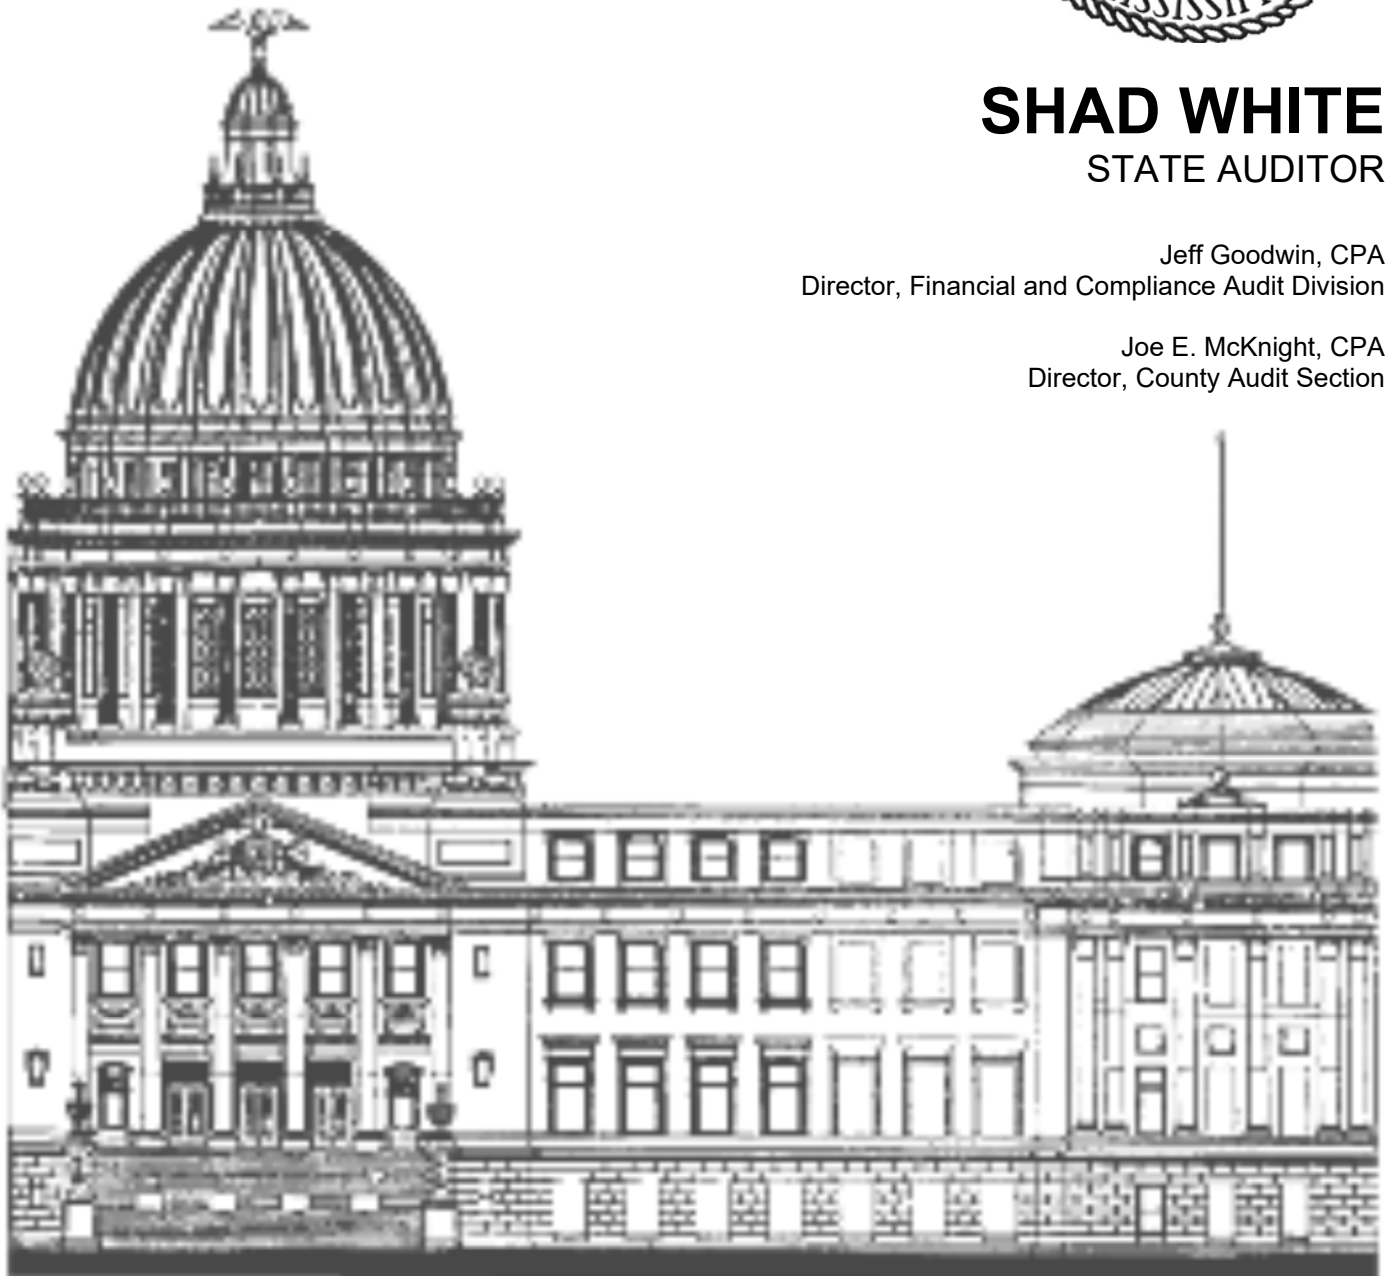 SHAD WHITE
STATE AUDITOR
Jeff Goodwin, CPA
Director, Financial and Compliance Audit Division
Joe E. McKnight, CPA
Director, County Audit Section